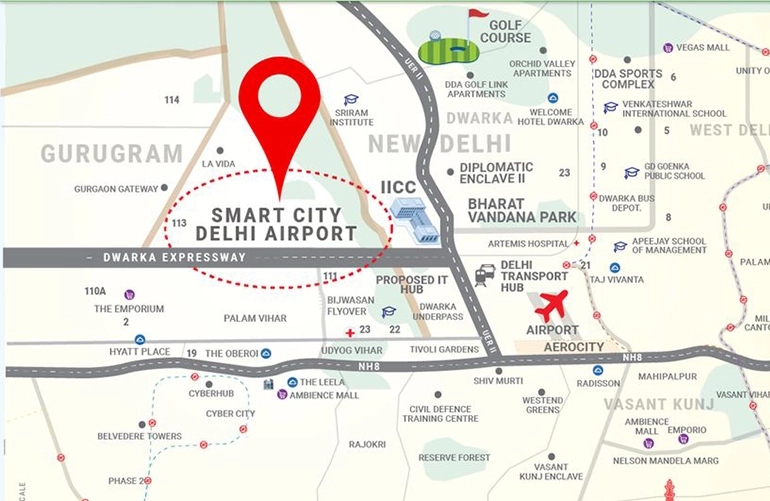 GOLF
COURSE
UER II
ORCHID VALLEY
APARTMENTS
VEGAS MALL
DDA GOLF LINK
APARTMENTS
DDA SPORTS
COMPLEX
6
UNITY O
114
SRIRAM
INSTITUTE
DWARKA
WELCOME
HOTEL DWARKA
VENKATESHWAR
INTERNATIONAL SCHOOL
GURUGRAM
NEW DELHI
10
5
WEST DEL
LA VIDA
DIPLOMATIC
ENCLAVE II
23
9
GD GOENKA
PUBLIC SCHOOL
GURGAON GATEWAY
IICC
BHARAT
VANDANA PARK
DWARKA BUS
DEPOT.
8
113
SMART CITY
DELHI AIRPORT
ARTEMIS HOSPITAL
APEEJAY SCHOOL
OF MANAGEMENT
DWARKA EXPRESSWAY
DELHI
TRANSPORT
HUB
21
TAJ VIVANTA
PALAM
111
PROPOSED IT
HUB
110A
THE EMPORIUM
2
BIJWASAN
FLYOVER
22
DWARKA
UNDERPASS
PALAM VIHAR
23
UER II
AIRPORT
AEROCITY
MIL
CANTO
HYATT PLACE
19
THE OBEROI
UDYOG VIHAR
TIVOLI GARDENS
NH8
NH8
SHIV MURTI
RADISSON
MAHIPALPUR
CYBERHUB
THE LEELA
AMBIENCE MALL
CYBER CITY
CIVIL DEFENCE
TRAINING CENTRE
WESTEND
GREENS
VASANT KUNJ
VASANT VIHAR
BELVEDERE TOWERS
RAJOKRI
AMBIENCE
MALL
EMPORIO
RESERVE FOREST
VASANT
KUNJ ENCLAVE
NELSON MANDELA MARG
PHASE 2
CALE